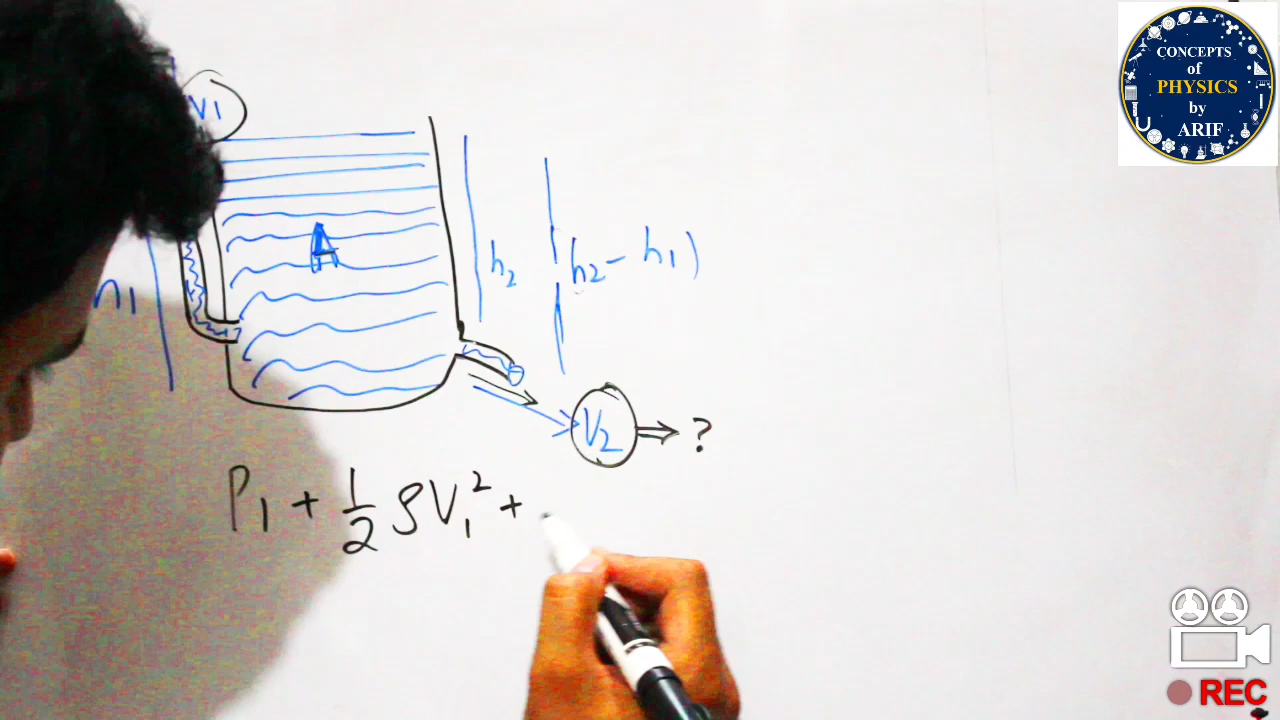 CONCEPTS
of
PHYSICS
by
ARIF
V1
A
h1
h2
h2 - h1)
V2
?
P1 + 1/2 ρV1² +
REC